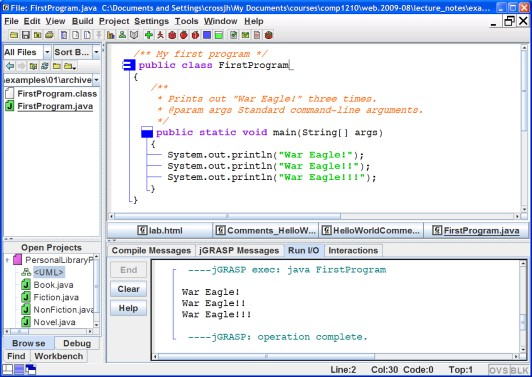 File: FirstProgram.java C:\Documents and Settings\crossjh\My Documents\courses\comp1210\web.2009-08\lecture_notes\exa...
File Edit View Build Project Settings Tools Window Help
All Files
Sort B...
examples\01\archive
FirstProgram.class
FirstProgram.java
/** My first program */
public class FirstProgram
{
/**
* Prints out "War Eagle!" three times.
* @param args Standard command-line arguments.
*/
public static void main(String[] args)
{
System.out.println("War Eagle!");
System.out.println("War Eagle!!");
System.out.println("War Eagle!!!");
}
}
lab.html
Comments_HelloW...
HelloWorldComme...
FirstProgram.java
Open Projects
PersonalLibraryP
<UML>
Book.java
Fiction.java
NonFiction.java
Novel.java
Browse Debug
Find Workbench
Compile Messages jGRASP Messages Run I/O Interactions
End
Clear
Help
----jGRASP exec: java FirstProgram
War Eagle!
War Eagle!!
War Eagle!!!
----jGRASP: operation complete.
Line:2 Col:30 Code:0 Top:1 OVS BLK